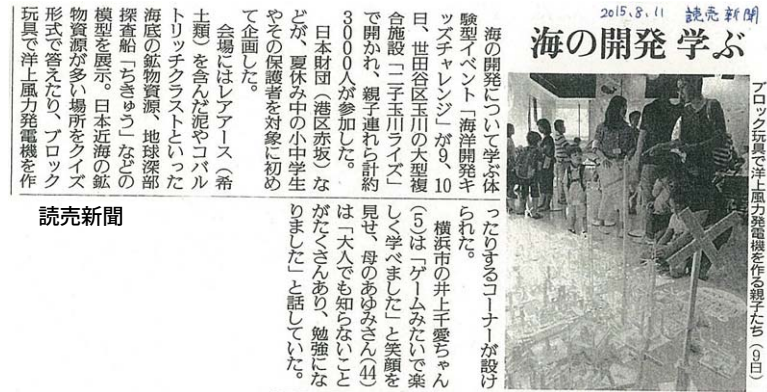 2015.8.11 読売新聞
海の開発 学ぶ
ブロック玩具で洋上風力発電機を作る親子たち(9日)
海の開発について学ぶ体
験型イベント「海洋開発キ
ッズチャレンジ」が9、10
日、世田谷区玉川の大型複
合施設「二子玉川ライズ」
で開かれ、親子連れら計約
3000人が参加した。
日本財団(港区赤坂)な
どが、夏休み中の小中学生
やその保護者を対象に初め
て企画した。
会場にはレアアース(希
土類)を含んだ泥やコバル
トリッチクラストといった
海底の鉱物資源、地球深部
探査船「ちきゅう」などの
模型を展示。日本近海の鉱
物資源が多い場所をクイズ
形式で答えたり、ブロック
玩具で洋上風力発電機を作
ったりするコーナーが設け
られた。
横浜市の井上千愛ちゃん
(5)は「ゲームみたいで楽
しく学べました」と笑顔を
見せ、母のあゆみさん(44)
は「大人でも知らないこと
がたくさんあり、勉強にな
りました」と話していた。
読売新聞